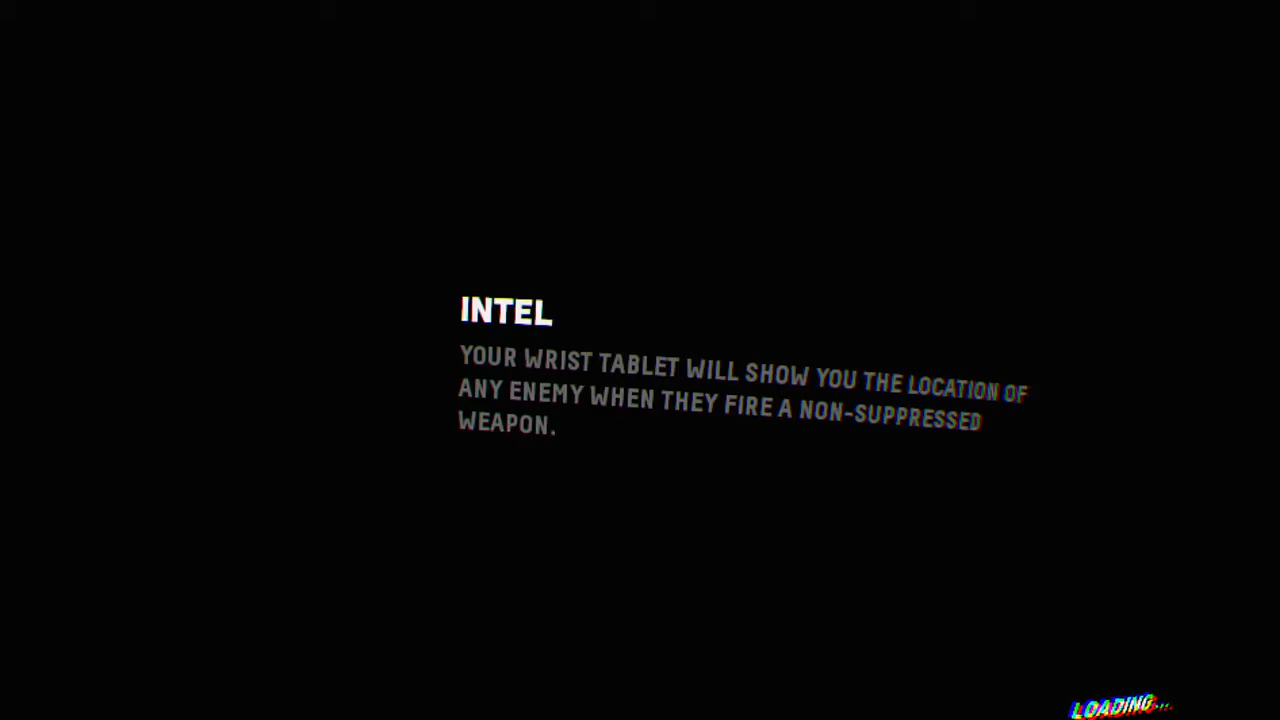 INTEL
YOUR WRIST TABLET WILL SHOW YOU THE LOCATION OF
ANY ENEMY WHEN THEY FIRE A NON-SUPPRESSED
WEAPON.
LOADING...